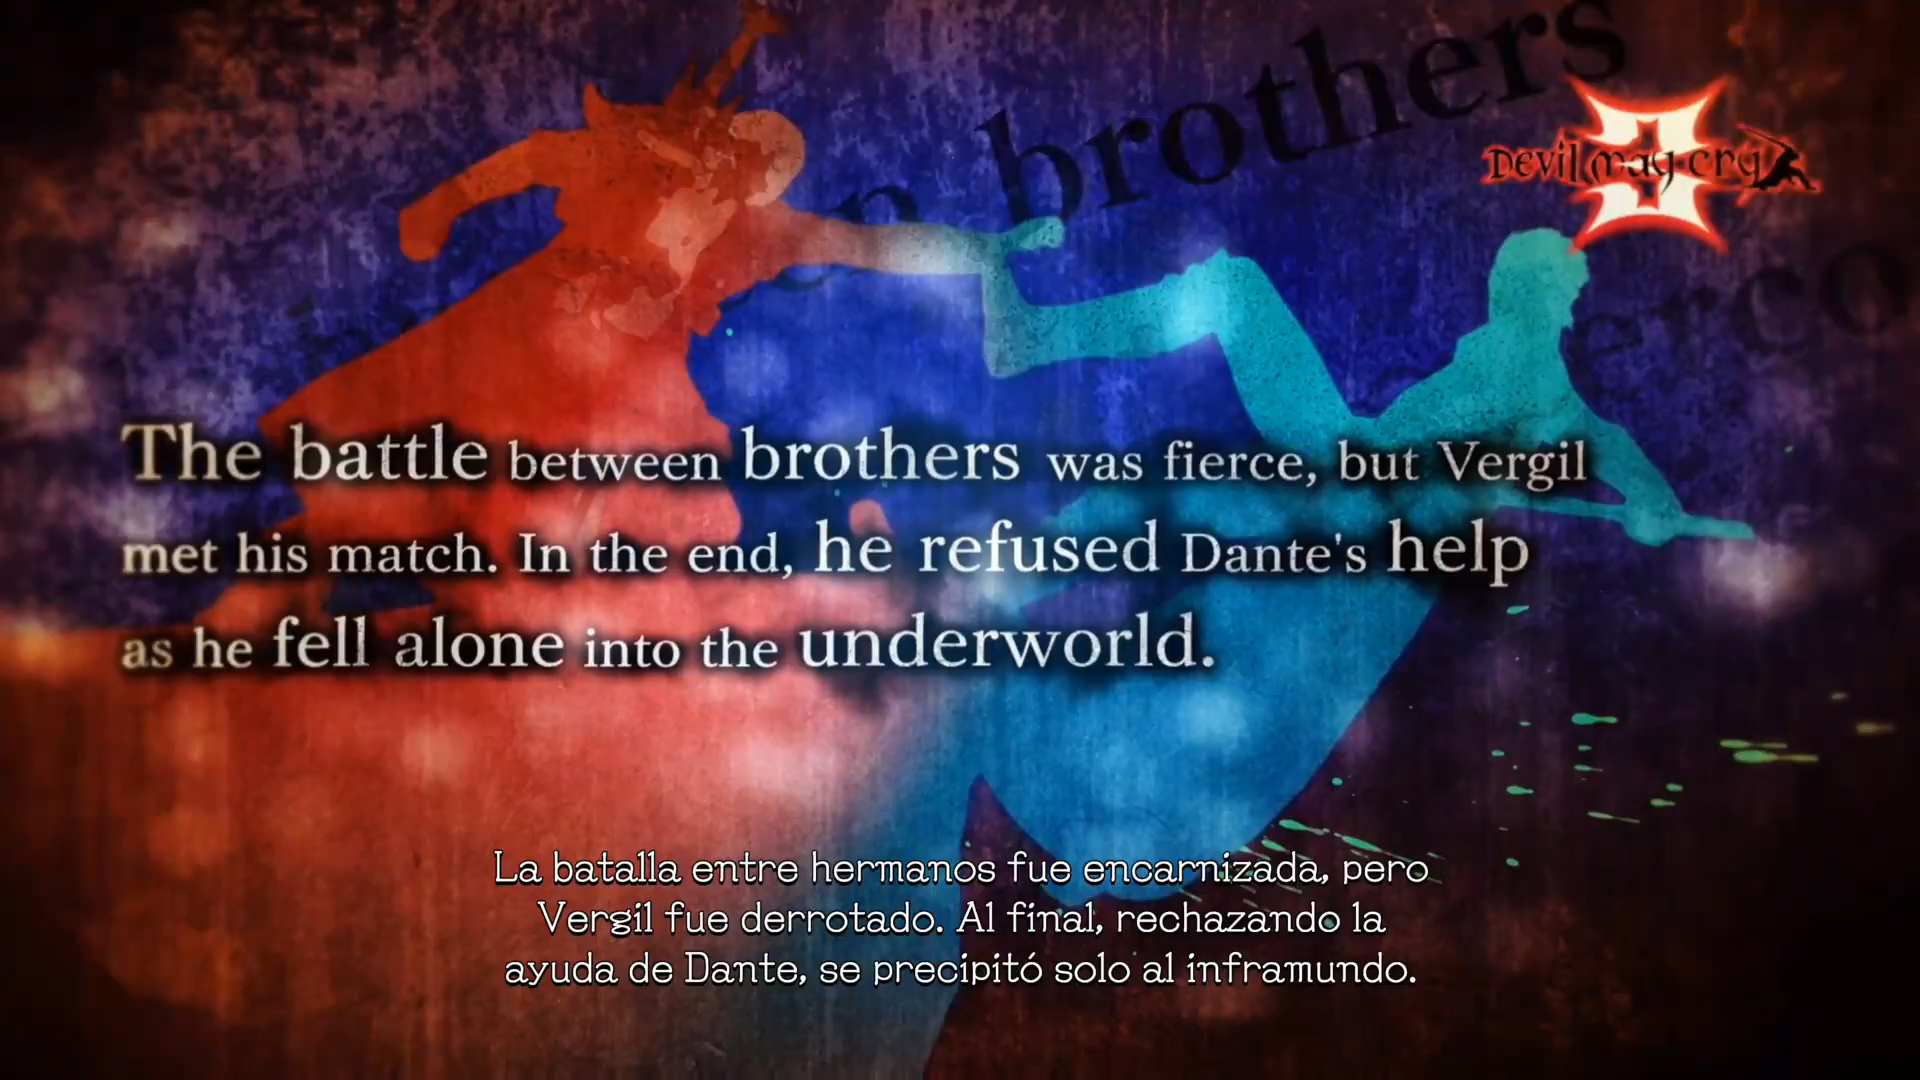 brothers
DEVIL may cry
3
The battle between brothers was fierce, but Vergil
met his match. In the end, he refused Dante's help
as he fell alone into the underworld.
La batalla entre hermanos fue encarnizada, pero
Vergil fue derrotado. Al final, rechazando la
ayuda de Dante, se precipitó solo al inframundo.